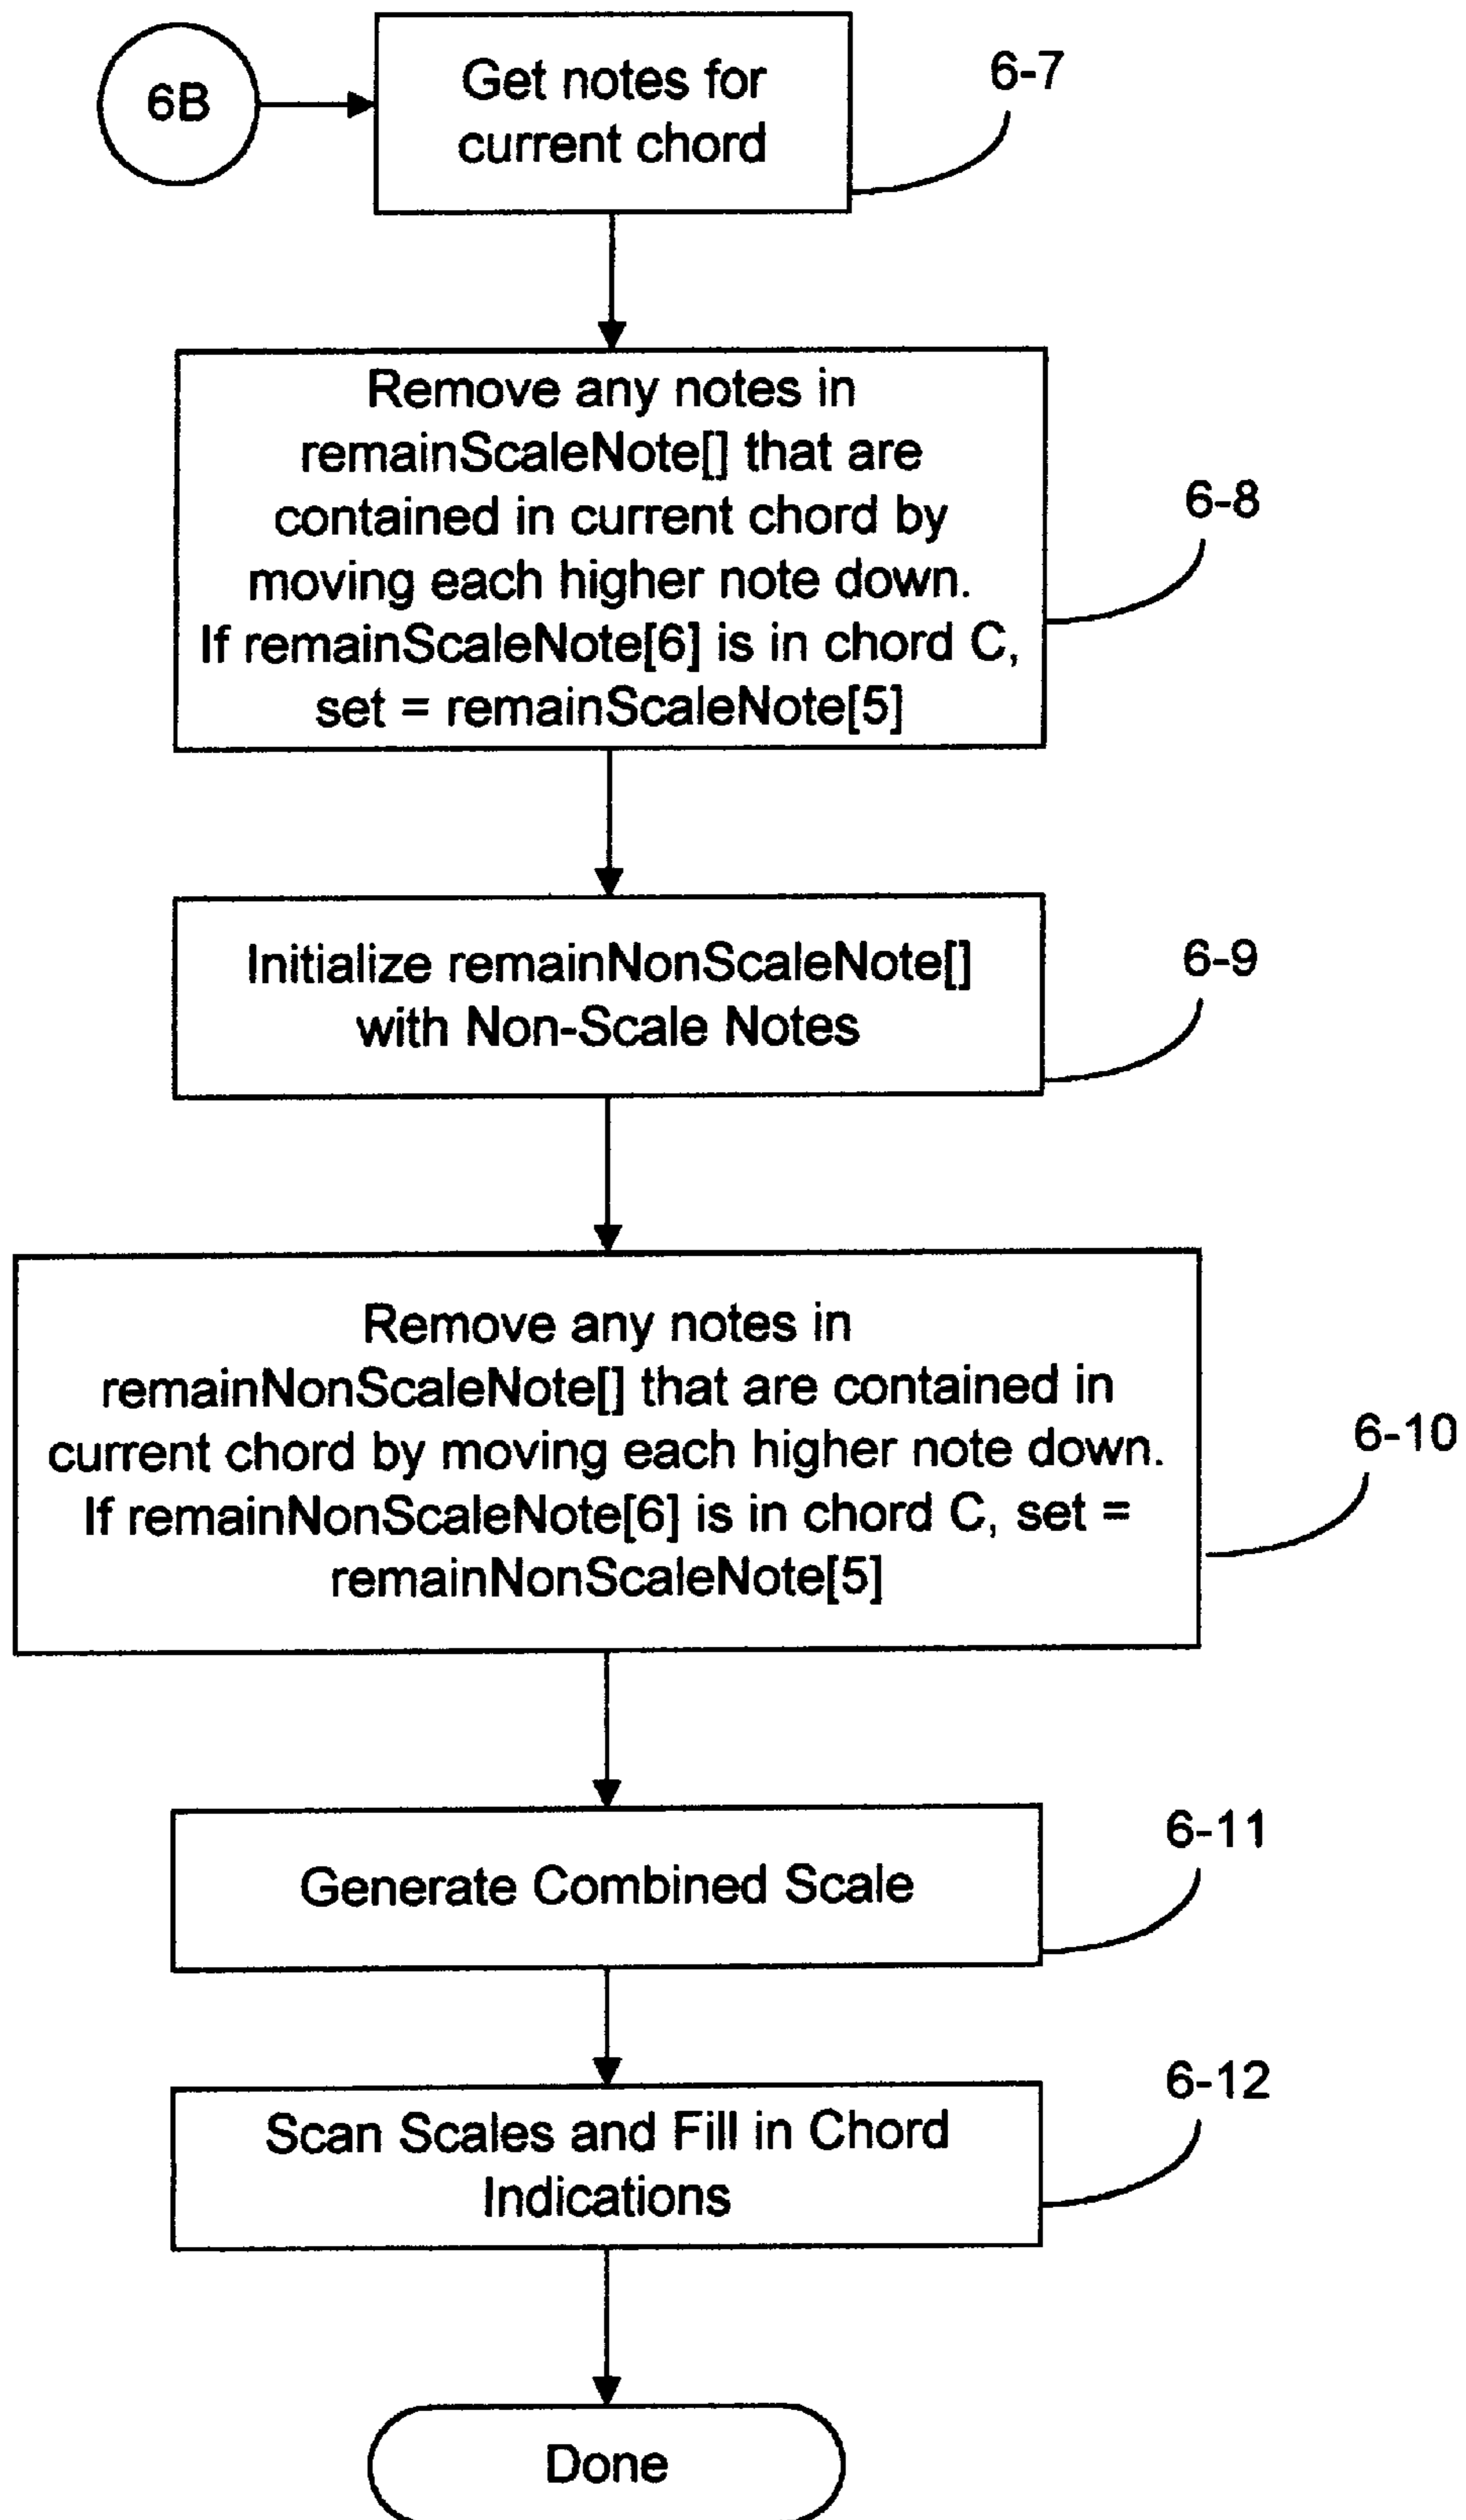 6B
Get notes for
current chord
6-7
Remove any notes in
remainScaleNote[] that are
contained in current chord by
moving each higher note down.
If remainScaleNote[6] is in chord C,
set = remainScaleNote[5]
6-8
Initialize remainNonScaleNote[]
with Non-Scale Notes
6-9
Remove any notes in
remainNonScaleNote[] that are contained in
current chord by moving each higher note down.
If remainNonScaleNote[6] is in chord C, set =
remainNonScaleNote[5]
6-10
Generate Combined Scale
6-11
Scan Scales and Fill in Chord
Indications
6-12
Done